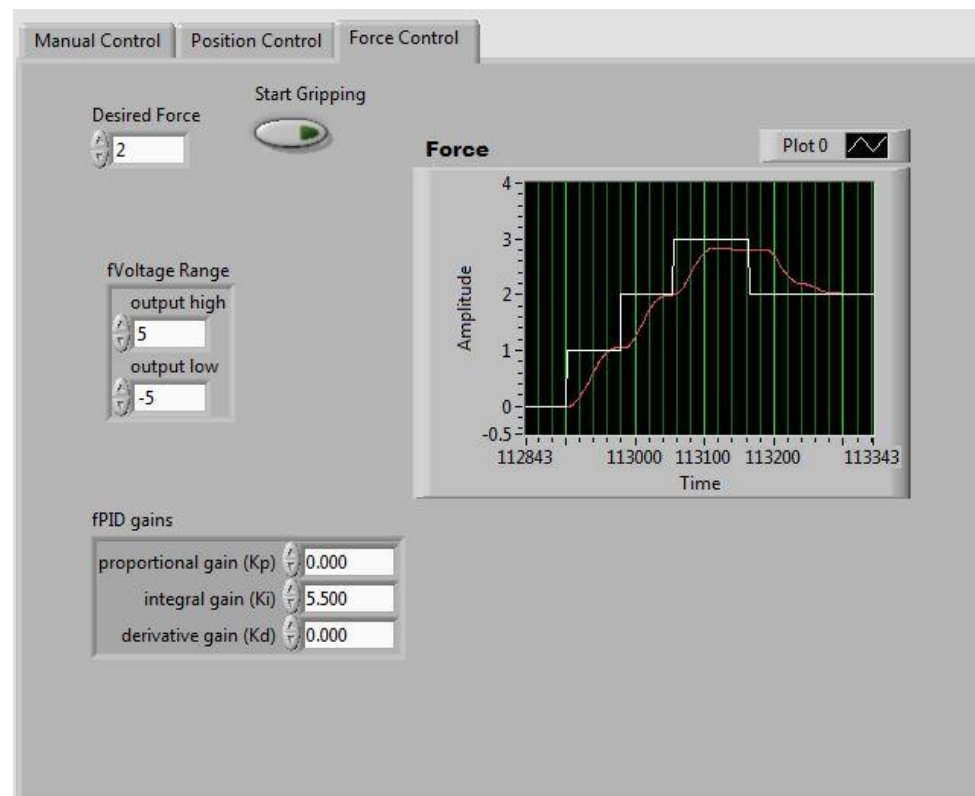 Manual Control Position Control Force Control
Start Gripping
Desired Force
2
Force
Plot 0
4
3
2
1
0
-0.5
Amplitude
112843 113000 113100 113200 113343
Time
fVoltage Range
output high
5
output low
-5
fPID gains
proportional gain (Kp) 0.000
integral gain (Ki) 5.500
derivative gain (Kd) 0.000